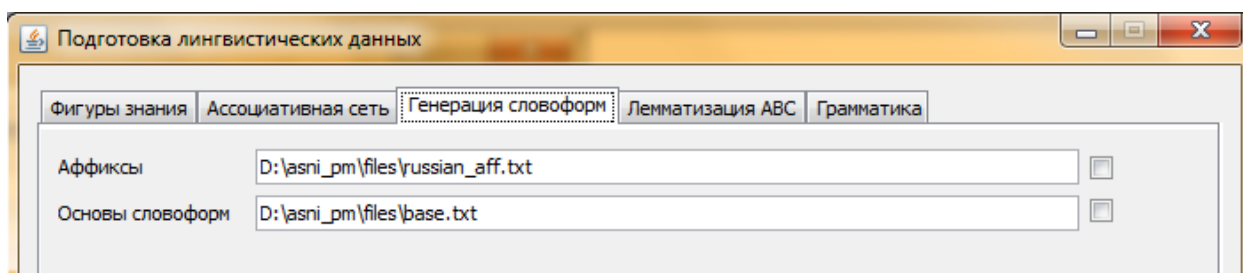 Подготовка лингвистических данных
Фигуры знания Ассоциативная сеть Генерация словоформ Лемматизация АВС Грамматика
Аффиксы D:\asni_pm\files\russian_aff.txt
Основы словоформ D:\asni_pm\files\base.txt